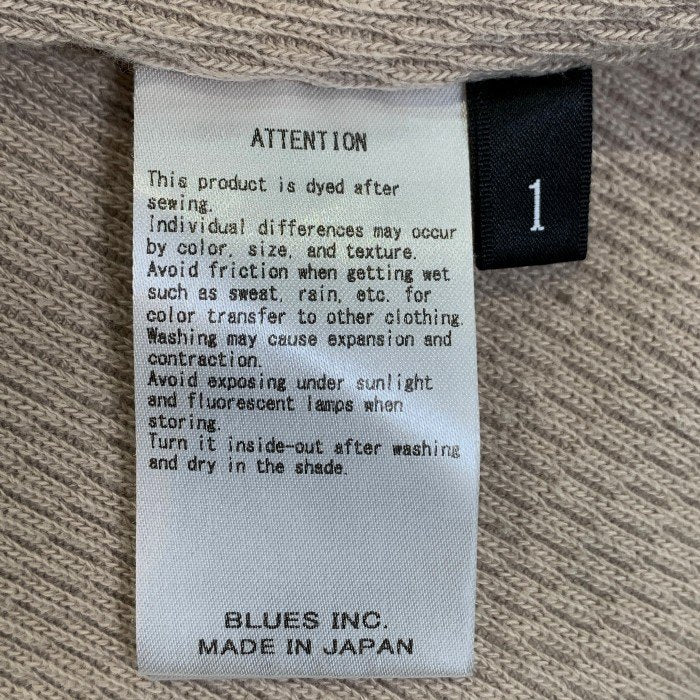 ATTENTION
This product is dyed after
sewing.
Individual differences may occur
by color, size, and texture.
Avoid friction when getting wet
such as sweat, rain, etc. for
color transfer to other clothing.
Washing may cause expansion and
contraction.
Avoid exposing under sunlight
and fluorescent lamps when
storing.
Turn it inside-out after washing
and dry in the shade.
BLUES INC.
MADE IN JAPAN
1